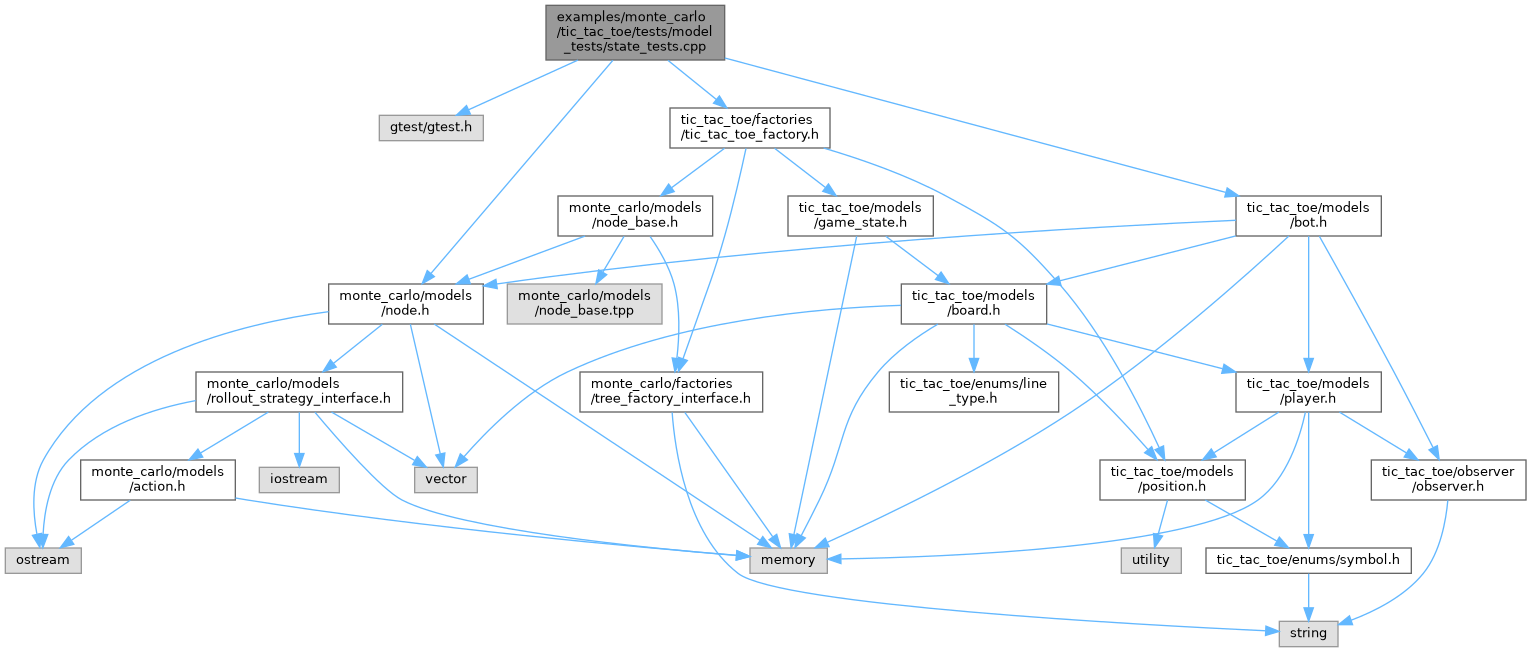 examples/monte_carlo
/tic_tac_toe/tests/model
_tests/state_tests.cpp
gtest/gtest.h
tic_tac_toe/factories
/tic_tac_toe_factory.h
monte_carlo/models
/node_base.h
tic_tac_toe/models
/game_state.h
tic_tac_toe/models
/bot.h
monte_carlo/models
/node.h
monte_carlo/models
/node_base.tpp
tic_tac_toe/models
/board.h
monte_carlo/models
/rollout_strategy_interface.h
monte_carlo/factories
/tree_factory_interface.h
tic_tac_toe/enums/line
_type.h
tic_tac_toe/models
/player.h
monte_carlo/models
/action.h
iostream
vector
tic_tac_toe/models
/position.h
tic_tac_toe/observer
/observer.h
ostream
memory
utility
tic_tac_toe/enums/symbol.h
string